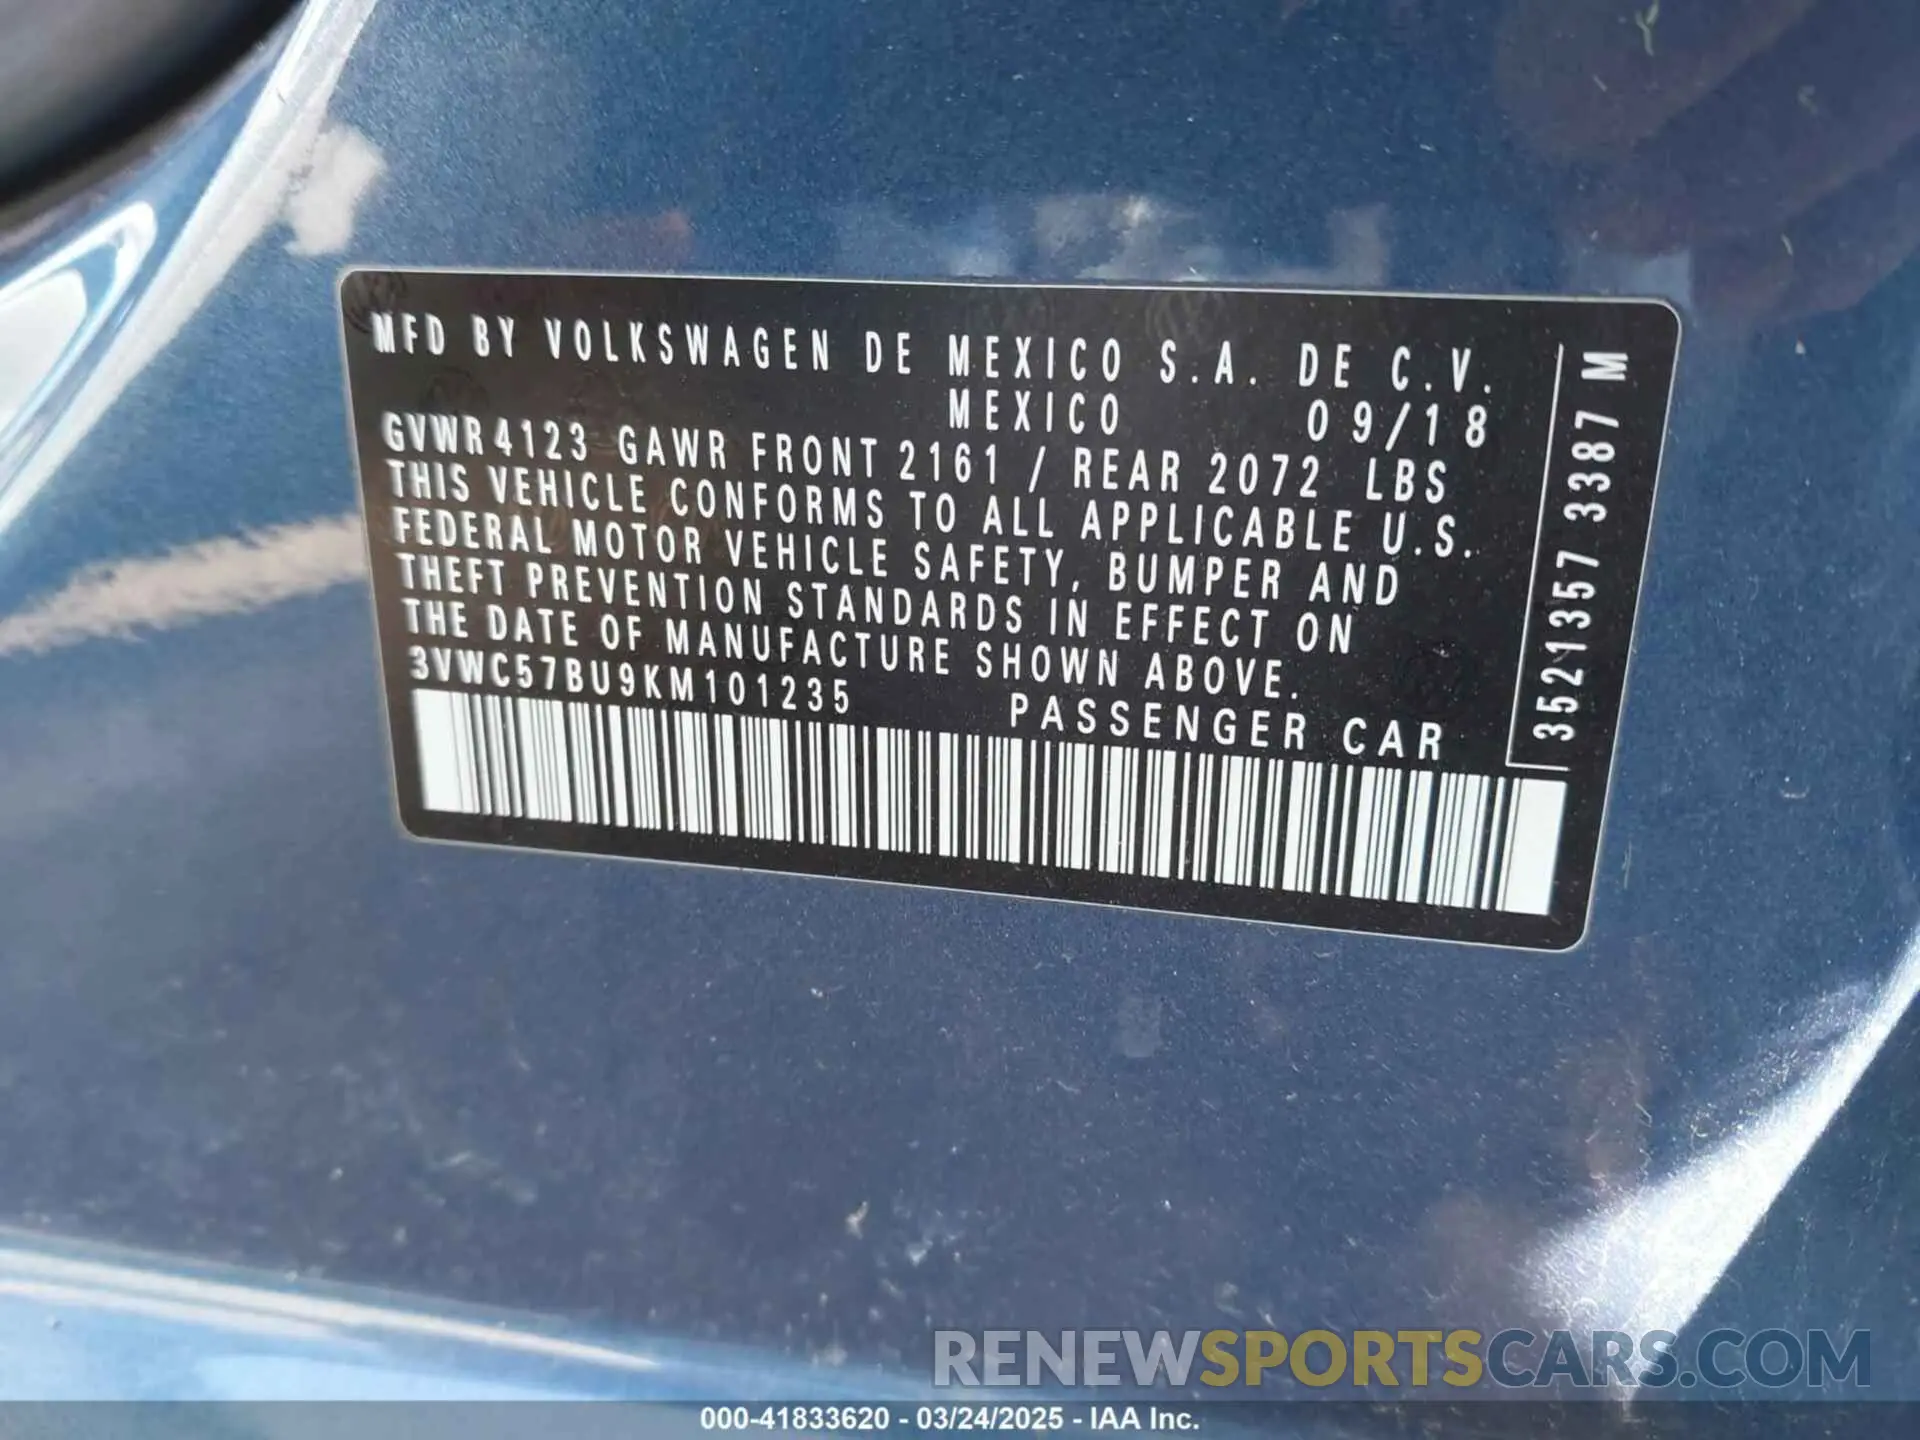 MFD BY VOLKSWAGEN DE MEXICO S.A. DE C.V.
MEXICO 09/18
GVWR 4123 GAWR FRONT 2161 / REAR 2072 LBS
THIS VEHICLE CONFORMS TO ALL APPLICABLE U.S.
FEDERAL MOTOR VEHICLE SAFETY, BUMPER AND
THEFT PREVENTION STANDARDS IN EFFECT ON
THE DATE OF MANUFACTURE SHOWN ABOVE.
3VWC57BU9KM101235 PASSENGER CAR
3521357 3387 M
RENEWSPORTSCARS.COM
000-41833620 - 03/24/2025 - IAA Inc.